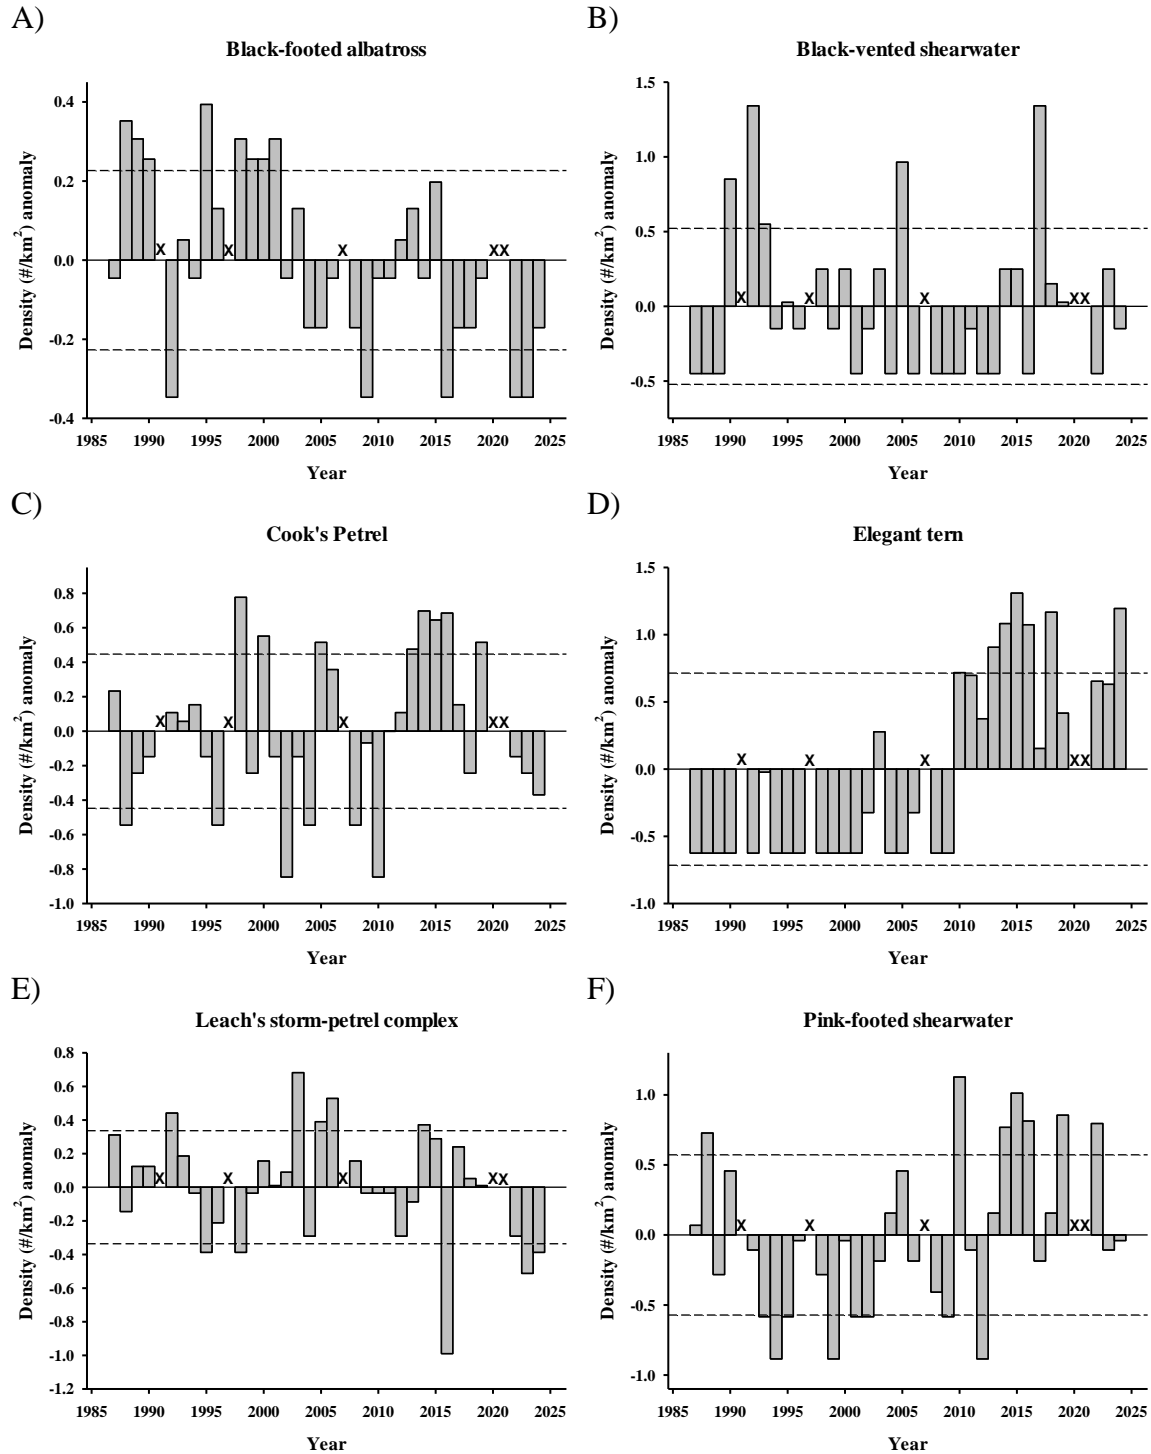 A)
Black-footed albatross
Density (#/km²) anomaly
0.4
0.2
0.0
-0.2
-0.4
X X X X X
1985 1990 1995 2000 2005 2010 2015 2020 2025
Year
B)
Black-vented shearwater
Density (#/km²) anomaly
1.5
1.0
0.5
0.0
-0.5
X X X X X
1985 1990 1995 2000 2005 2010 2015 2020 2025
Year
C)
Cook's Petrel
Density (#/km²) anomaly
0.8
0.6
0.4
0.2
0.0
-0.2
-0.4
-0.6
-0.8
-1.0
X X X X X
1985 1990 1995 2000 2005 2010 2015 2020 2025
Year
D)
Elegant tern
Density (#/km²) anomaly
1.5
1.0
0.5
0.0
-0.5
-1.0
X X X X X
1985 1990 1995 2000 2005 2010 2015 2020 2025
Year
E)
Leach's storm-petrel complex
Density (#/km²) anomaly
0.8
0.6
0.4
0.2
0.0
-0.2
-0.4
-0.6
-0.8
-1.0
-1.2
X X X X X
1985 1990 1995 2000 2005 2010 2015 2020 2025
Year
F)
Pink-footed shearwater
Density (#/km²) anomaly
1.0
0.5
0.0
-0.5
-1.0
X X X X X
1985 1990 1995 2000 2005 2010 2015 2020 2025
Year